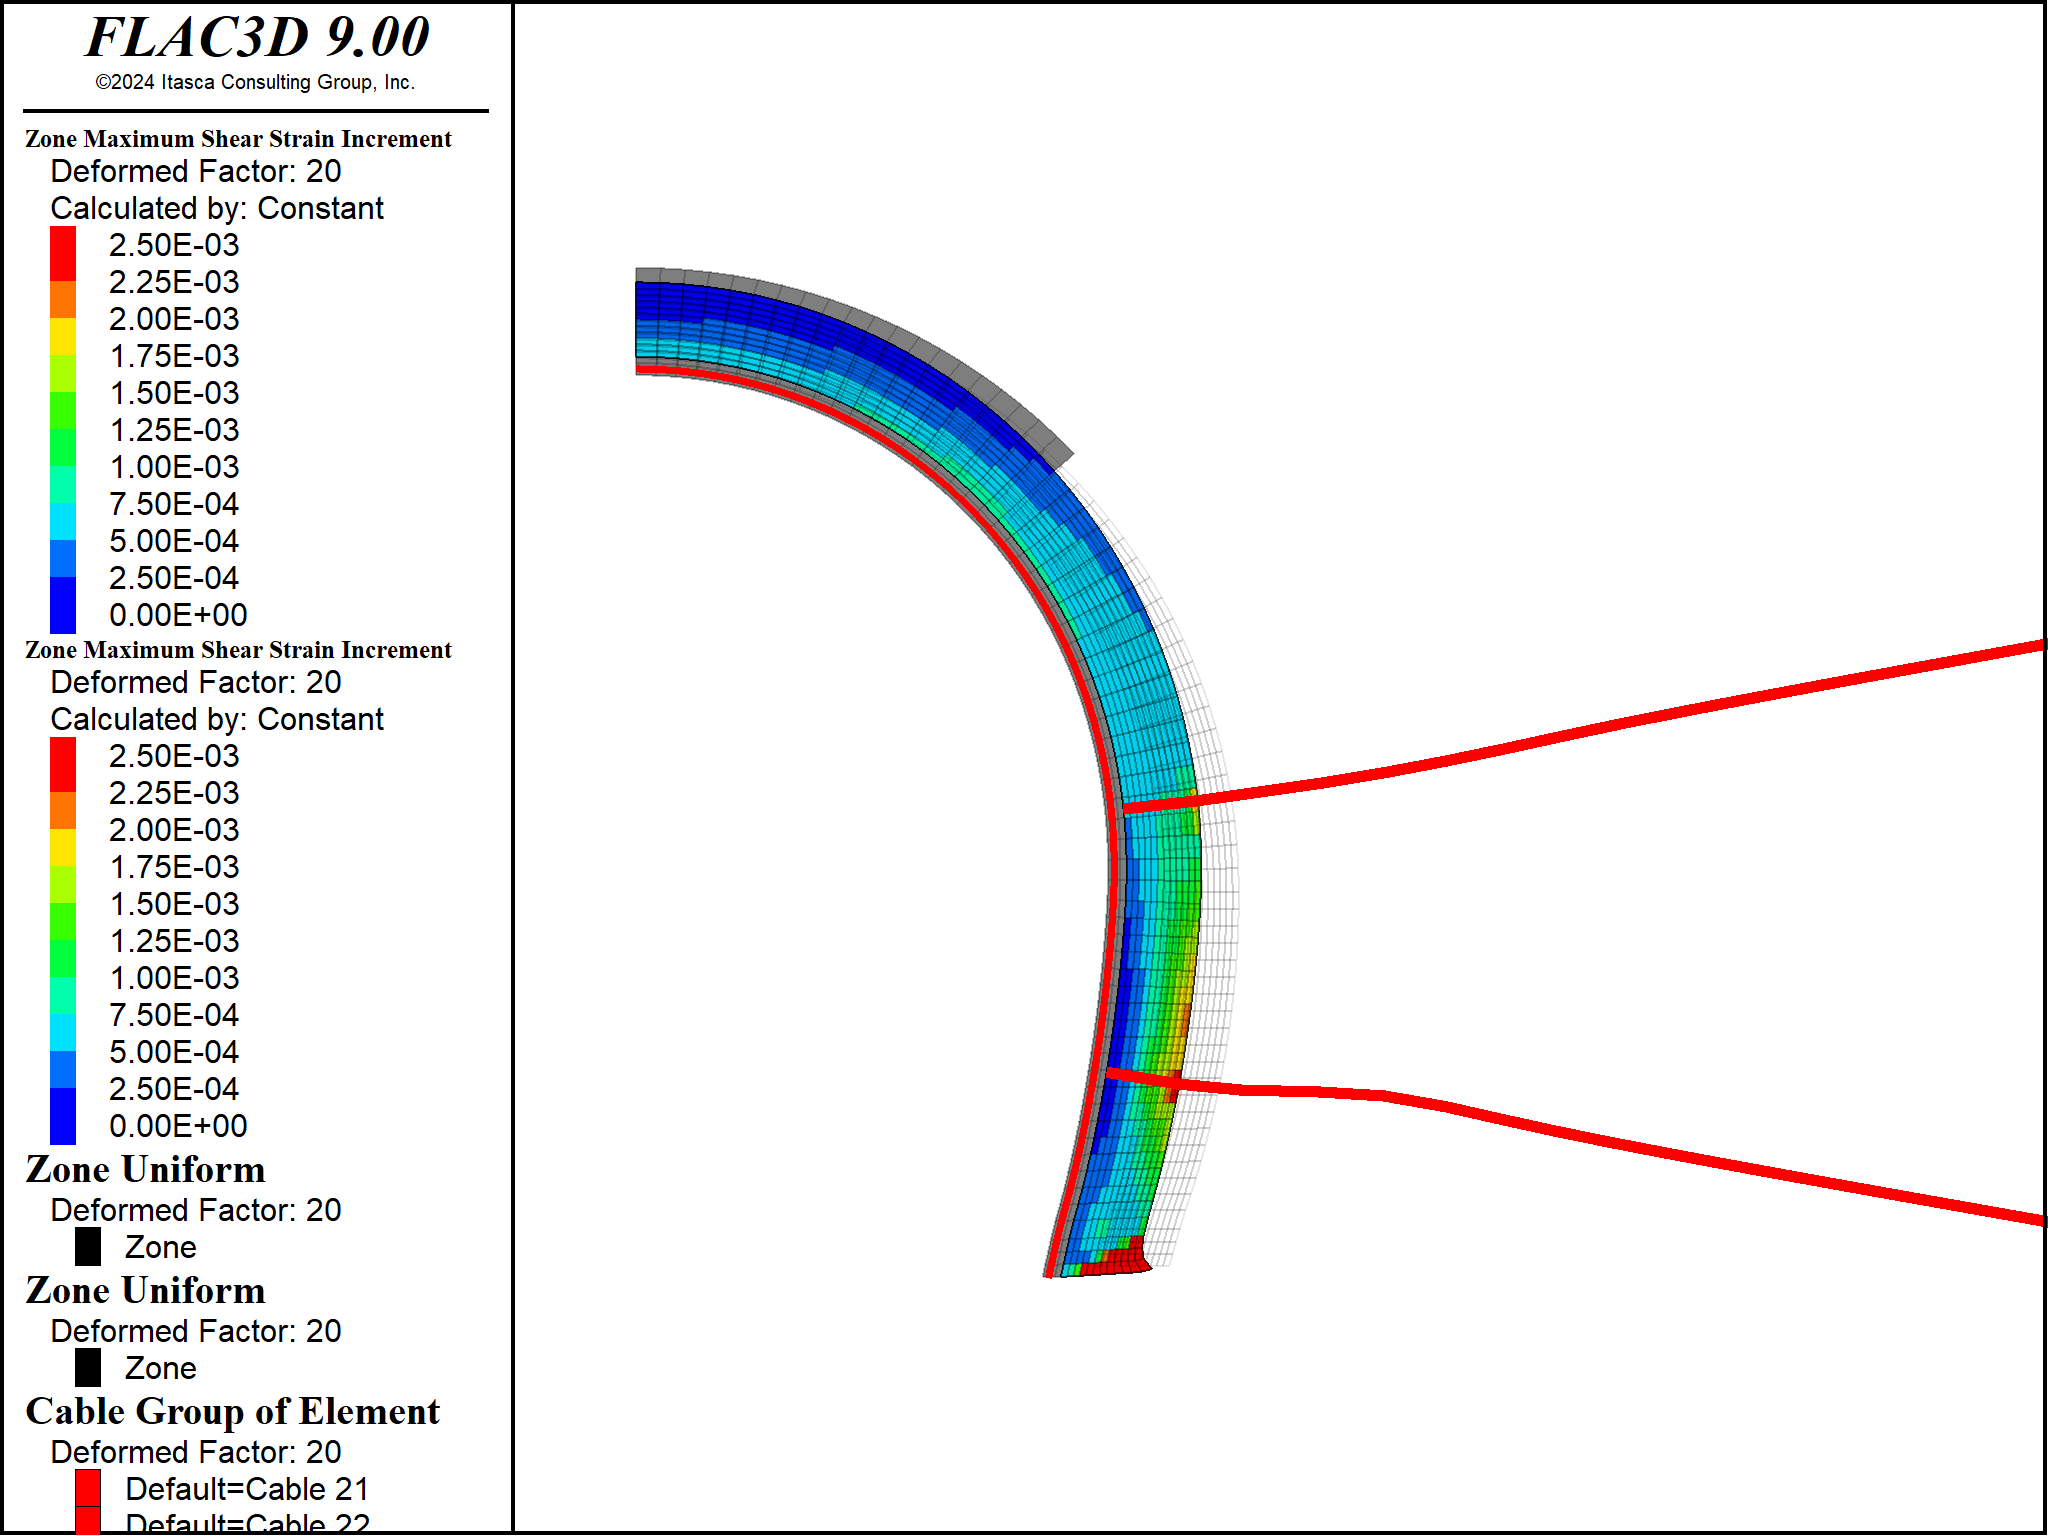 FLAC3D 9.00
©2024 Itasca Consulting Group, Inc.
Zone Maximum Shear Strain Increment
Deformed Factor: 20
Calculated by: Constant
2.50E-03
2.25E-03
2.00E-03
1.75E-03
1.50E-03
1.25E-03
1.00E-03
7.50E-04
5.00E-04
2.50E-04
0.00E+00
Zone Maximum Shear Strain Increment
Deformed Factor: 20
Calculated by: Constant
2.50E-03
2.25E-03
2.00E-03
1.75E-03
1.50E-03
1.25E-03
1.00E-03
7.50E-04
5.00E-04
2.50E-04
0.00E+00
Zone Uniform
Deformed Factor: 20
Zone
Zone Uniform
Deformed Factor: 20
Zone
Cable Group of Element
Deformed Factor: 20
Default=Cable 21
Default=Cable 22